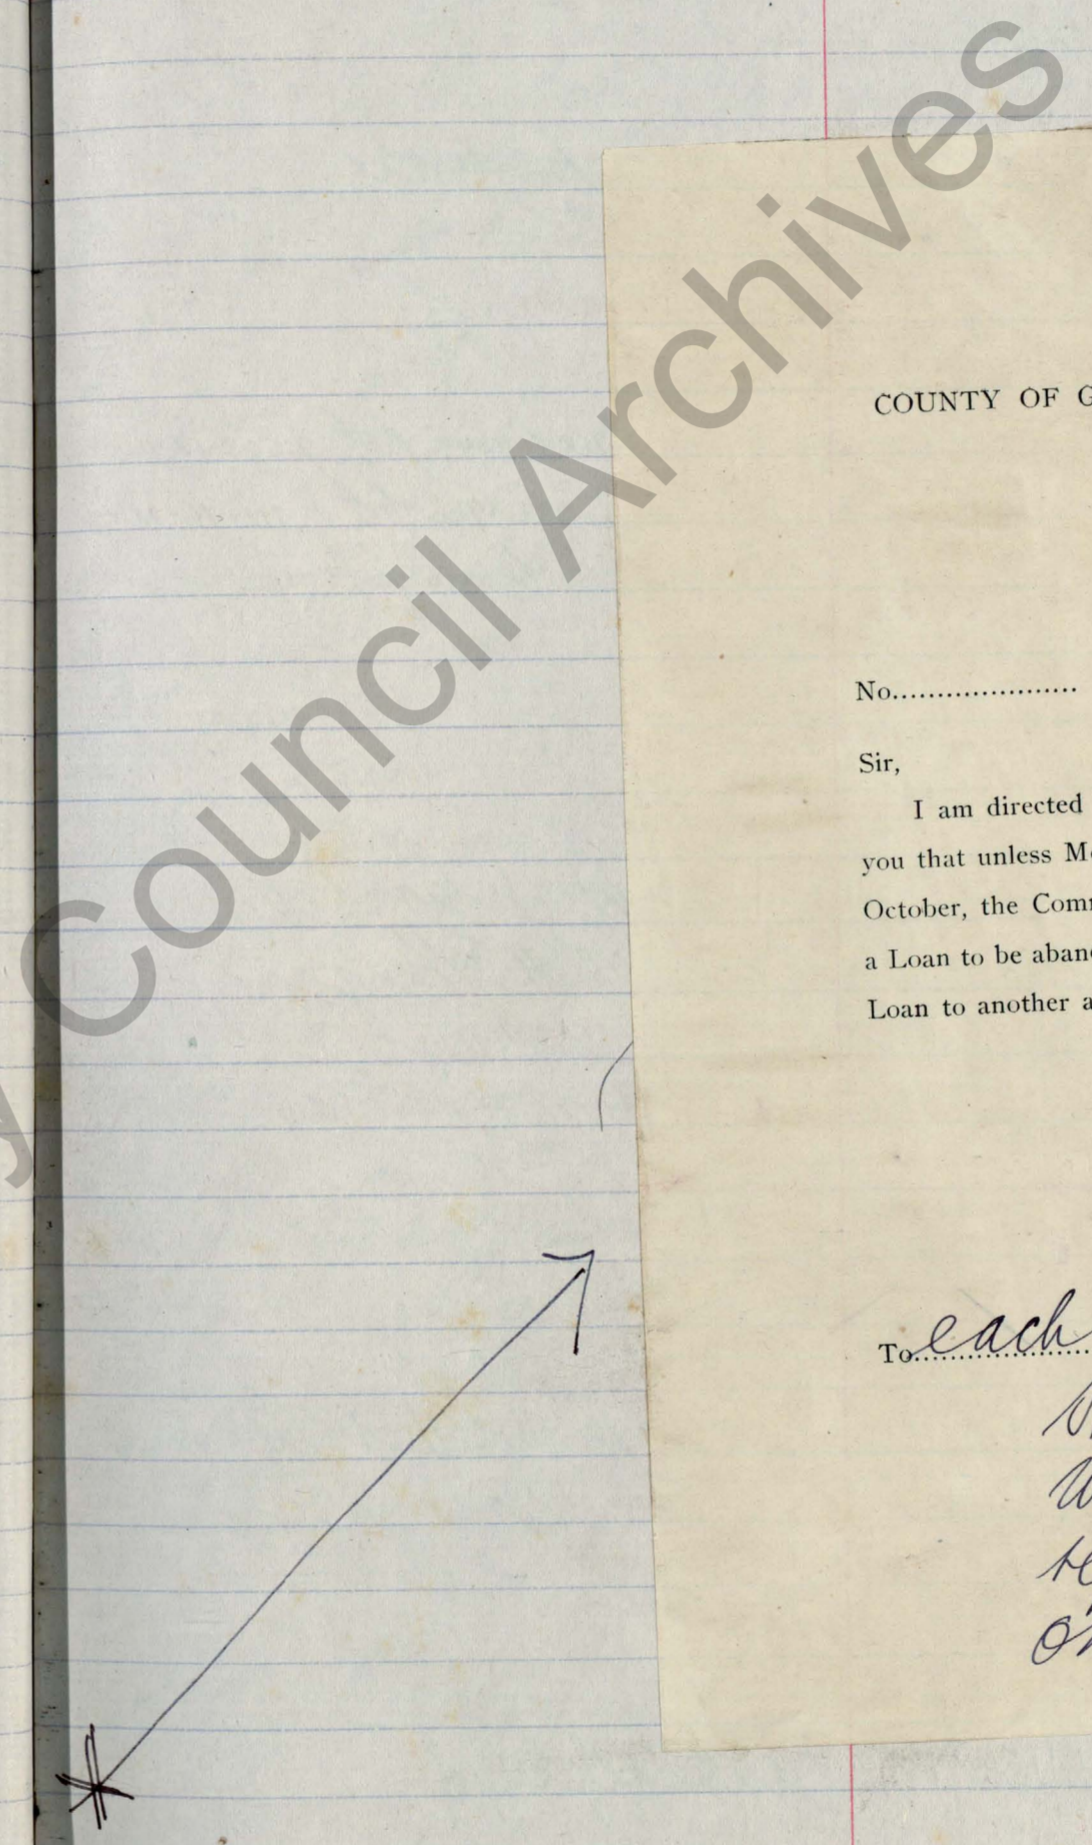 y Council Archives
COUNTY OF G
No.....................
Sir,
I am directed
you that unless M
October, the Com
a Loan to be aban
Loan to another a
To each